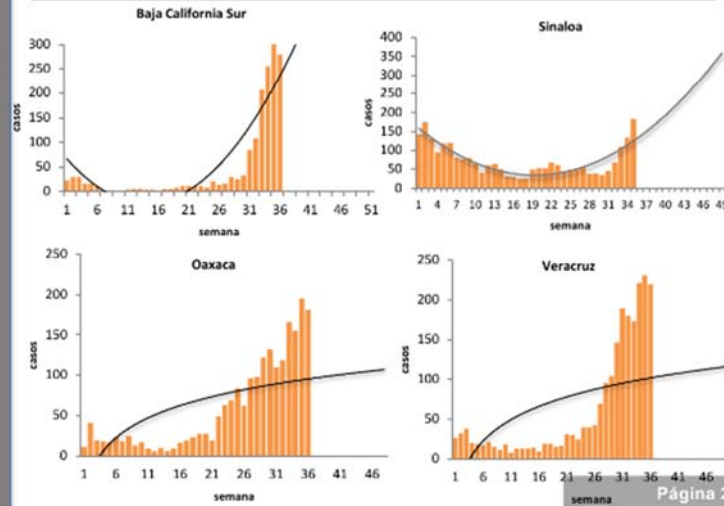 Baja California Sur
300
250
200
150
100
50
0
casos
1 6 11 16 21 26 31 36 41 46 51
semana
Sinaloa
400
350
300
250
200
150
100
50
0
casos
1 4 7 10 13 16 19 22 25 28 31 34 37 40 43 46 49
semana
Oaxaca
250
200
150
100
50
0
casos
1 6 11 16 21 26 31 36 41 46
semana
Veracruz
250
200
150
100
50
0
casos
1 6 11 16 21 26 31 36 41 46
semana
Página 2